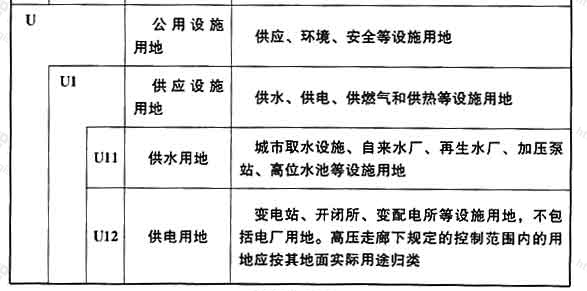 U
公用设施
用地
供应、环境、安全等设施用地
U1
供应设施
用地
供水、供电、供燃气和供热等设施用地
U11
供水用地
城市取水设施、自来水厂、再生水厂、加压泵
站、高位水池等设施用地
U12
供电用地
变电站、开闭所、变配电所等设施用地，不包
括电厂用地。高压走廊下规定的控制范围内的用
地应按其地面实际用途归类